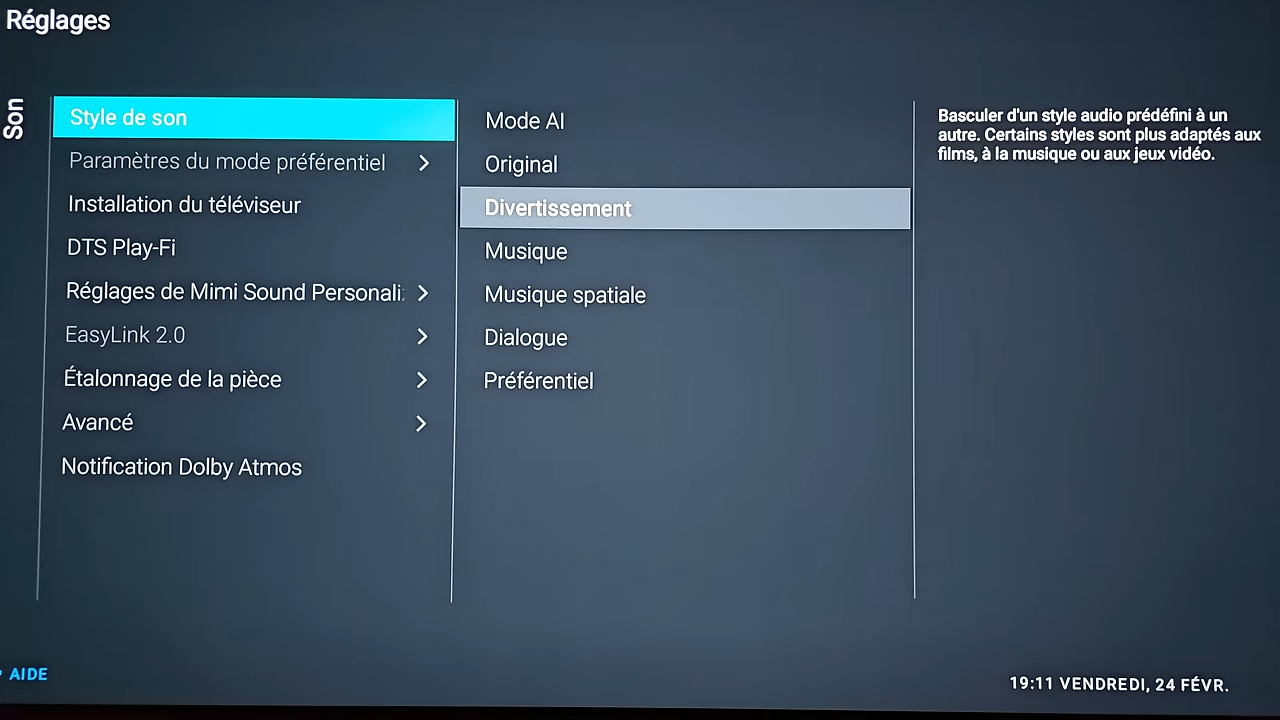 Réglages
Son
Style de son
Paramètres du mode préférentiel
Installation du téléviseur
DTS Play-Fi
Réglages de Mimi Sound Personali
EasyLink 2.0
Étalonnage de la pièce
Avancé
Notification Dolby Atmos
Mode AI
Original
Divertissement
Musique
Musique spatiale
Dialogue
Préférentiel
Basculer d'un style audio prédéfini à un
autre. Certains styles sont plus adaptés aux
films, à la musique ou aux jeux vidéo.
AIDE
19:11 VENDREDI, 24 FÉVR.